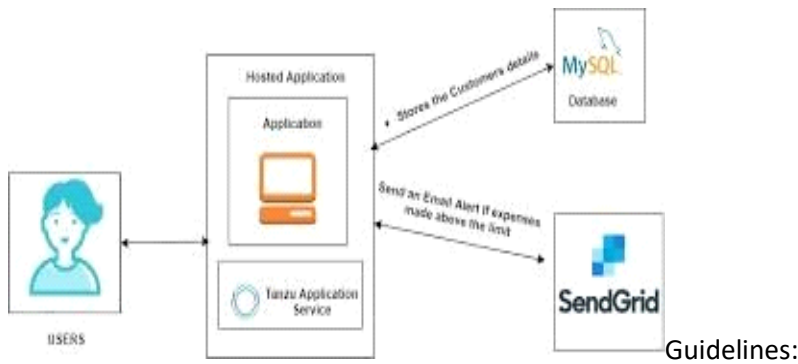 Hosted Application
Application
Tanzu Application
Service
USERS
Stores the Customers details
MySQL
Database
Send an Email Alert if expenses
made above the limit
SendGrid
Guidelines: